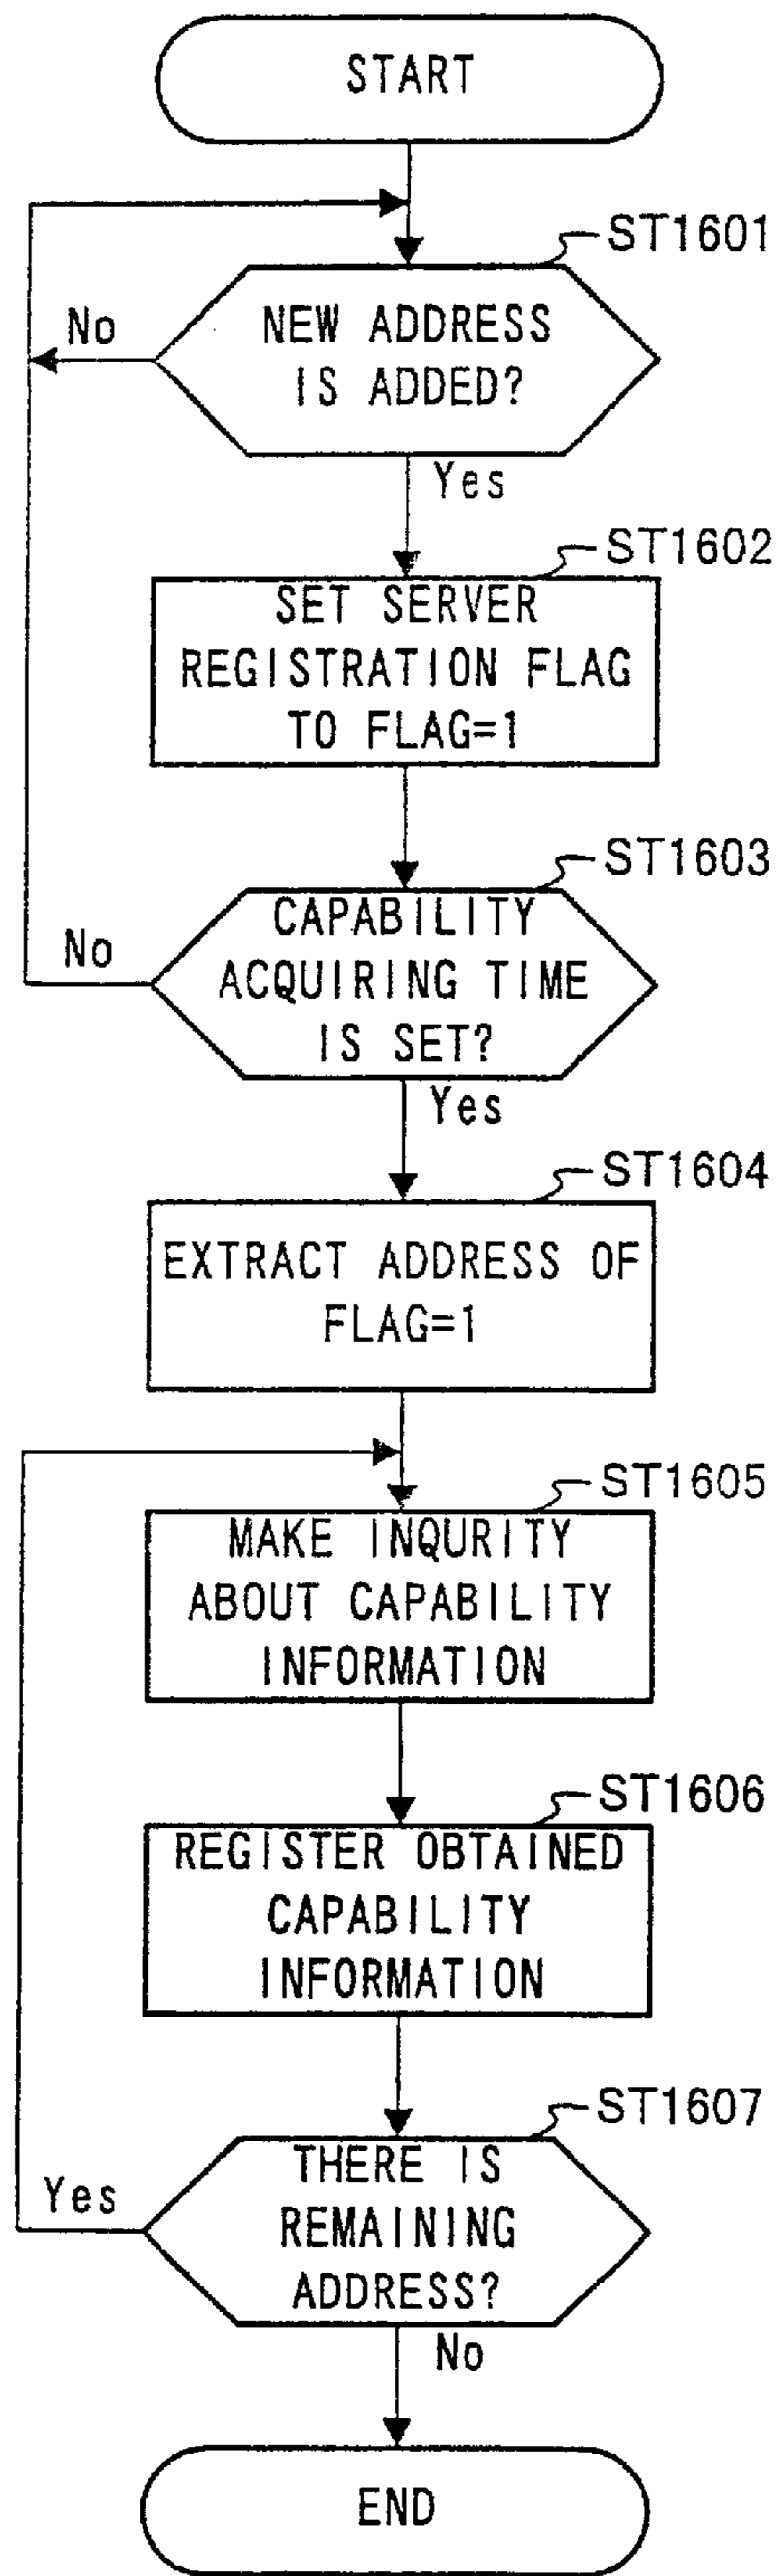 START
ST1601
NEW ADDRESS
IS ADDED?
No
Yes
ST1602
SET SERVER
REGISTRATION FLAG
TO FLAG=1
ST1603
CAPABILITY
ACQUIRING TIME
IS SET?
No
Yes
ST1604
EXTRACT ADDRESS OF
FLAG=1
ST1605
MAKE INQURITY
ABOUT CAPABILITY
INFORMATION
ST1606
REGISTER OBTAINED
CAPABILITY
INFORMATION
ST1607
THERE IS
REMAINING
ADDRESS?
Yes
No
END